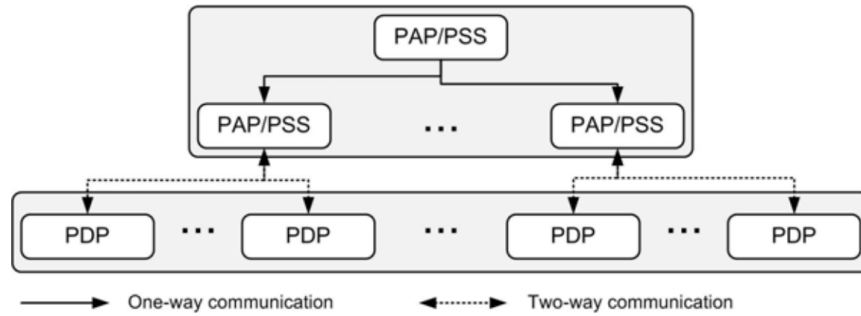 PAP/PSS
PAP/PSS ... PAP/PSS
PDP ... PDP ... PDP ... PDP
One-way communication Two-way communication